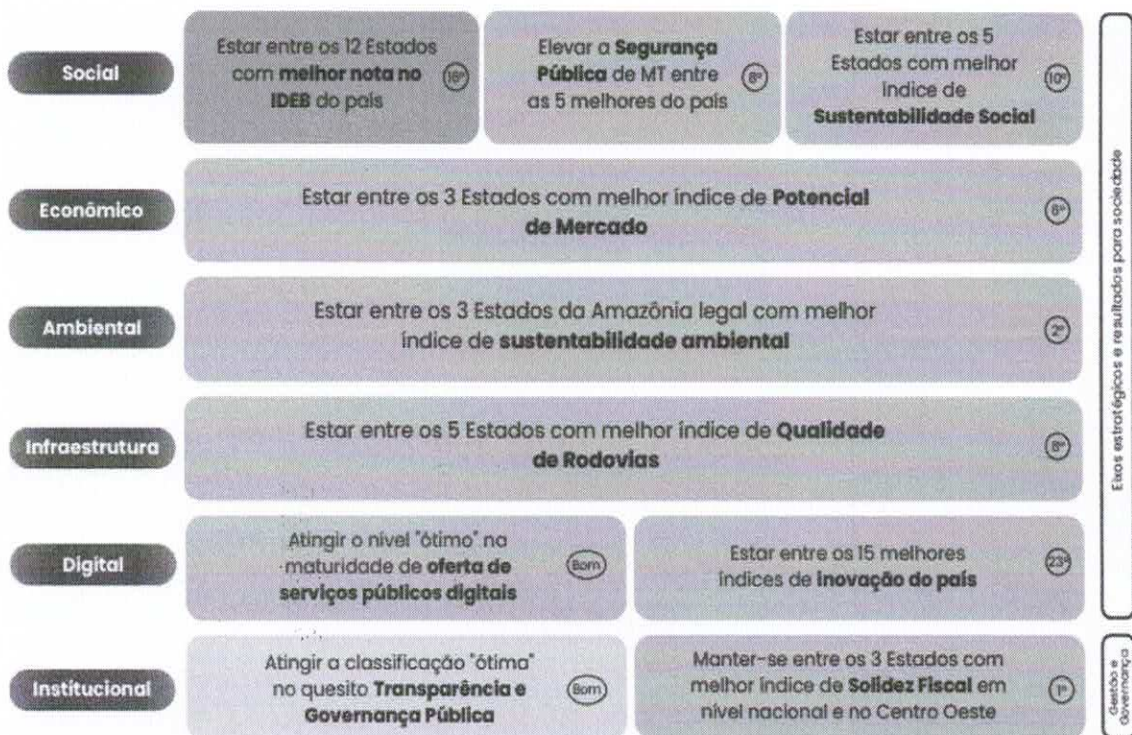 Social
Estar entre os 12 Estados
com melhor nota no
IDEB do país
16º
Elevar a Segurança
Pública de MT entre
as 5 melhores do país
8º
Estar entre os 5
Estados com melhor
índice de
Sustentabilidade Social
10º
Econômico
Estar entre os 3 Estados com melhor índice de Potencial
de Mercado
6º
Ambiental
Estar entre os 3 Estados da Amazônia legal com melhor
índice de sustentabilidade ambiental
2º
Infraestrutura
Estar entre os 5 Estados com melhor índice de Qualidade
de Rodovias
8º
Digital
Atingir o nível "ótimo" na
maturidade de oferta de
serviços públicos digitais
Bom
Estar entre os 15 melhores
índices de inovação do país
23º
Institucional
Atingir a classificação "ótima"
no quesito Transparência e
Governança Pública
Bom
Manter-se entre os 3 Estados com
melhor índice de Solidez Fiscal em
nível nacional e no Centro Oeste
1º
Eixos estratégicos e resultados para sociedade
Gestão e
Governança